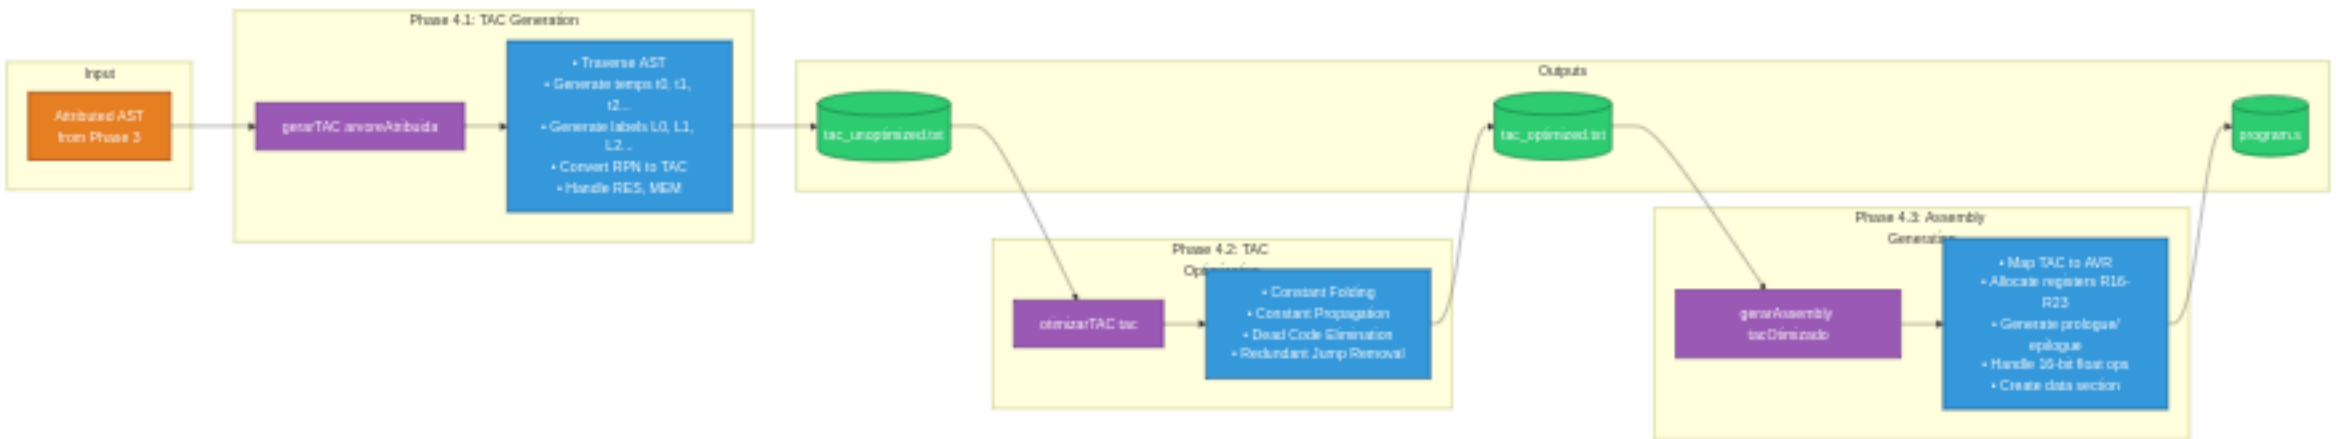 Input
Attributed AST
from Phase 3
Phase 4.1: TAC Generation
gerarTAC arvoreAtribuida
• Traverse AST
• Generate temps t0, t1,
t2...
• Generate labels L0, L1,
L2...
• Convert RPN to TAC
• Handle RES, MEM
Outputs
tac_unoptimized.txt
tac_optimized.txt
program.s
Phase 4.2: TAC
otimizarTAC tac
• Constant Folding
• Constant Propagation
• Dead Code Elimination
• Redundant Jump Removal
Phase 4.3: Assembly
Generation
gerarAssembly
tacOtimizado
• Map TAC to AVR
• Allocate registers R16-
R23
• Generate prologue/
epilogue
• Handle 16-bit float ops
• Create data section